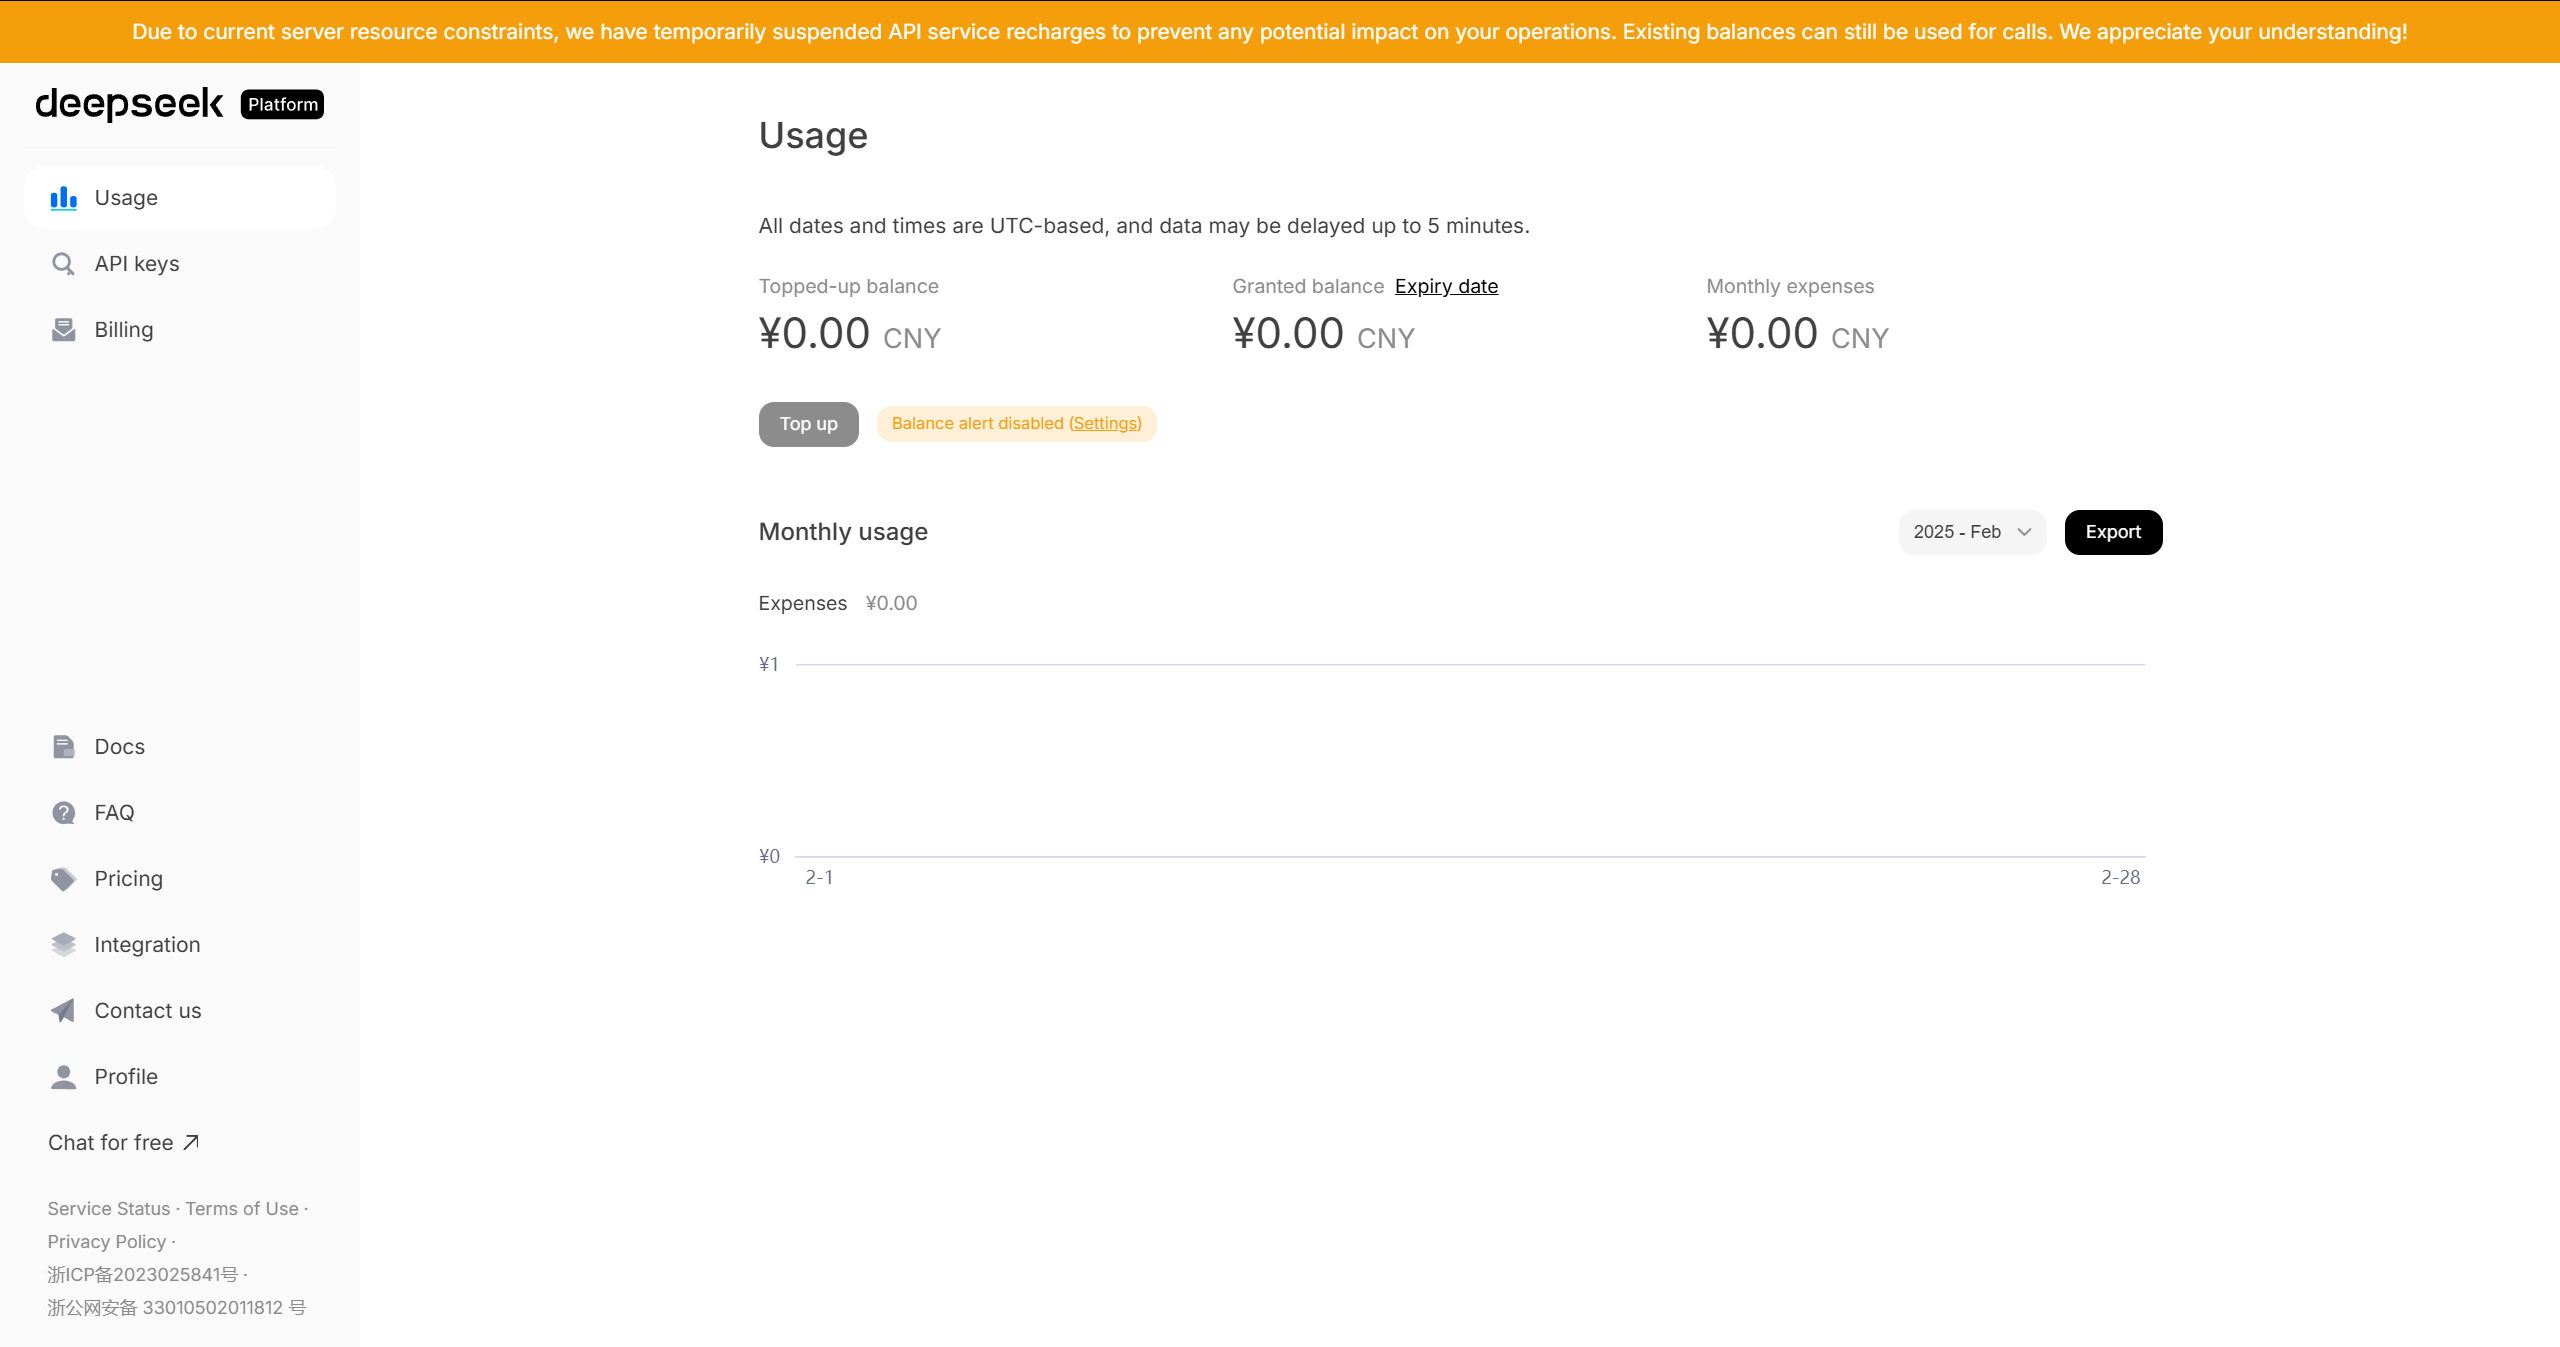 Due to current server resource constraints, we have temporarily suspended API service recharges to prevent any potential impact on your operations. Existing balances can still be used for calls. We appreciate your understanding!
deepseek Platform
Usage
API keys
Billing
Docs
FAQ
Pricing
Integration
Contact us
Profile
Chat for free
Service Status · Terms of Use ·
Privacy Policy ·
浙ICP备2023025841号 ·
浙公网安备 33010502011812 号
Usage
All dates and times are UTC-based, and data may be delayed up to 5 minutes.
Topped-up balance
¥0.00 CNY
Granted balance Expiry date
¥0.00 CNY
Monthly expenses
¥0.00 CNY
Top up
Balance alert disabled (Settings)
Monthly usage
2025 - Feb
Export
Expenses ¥0.00
¥1
¥0
2-1
2-28